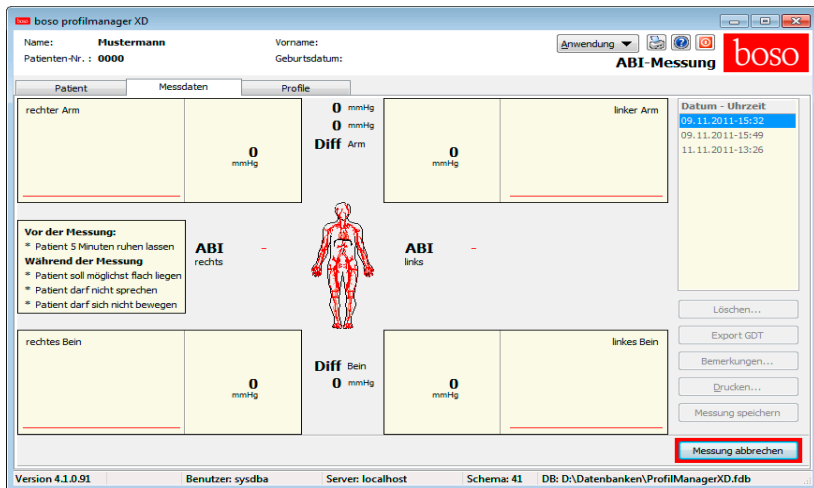 boso profilmanager XD
Name: Mustermann Vorname:
Patienten-Nr. : 0000 Geburtsdatum:
Anwendung
ABI-Messung
boso
Patient Messdaten Profile
rechter Arm
0 mmHg
0 mmHg
0 mmHg
Diff Arm
linker Arm
0 mmHg
Datum - Uhrzeit
09.11.2011-15:32
09.11.2011-15:49
11.11.2011-13:26
Vor der Messung:
* Patient 5 Minuten ruhen lassen
Während der Messung
* Patient soll möglichst flach liegen
* Patient darf nicht sprechen
* Patient darf sich nicht bewegen
ABI -
rechts
ABI -
links
rechtes Bein
0 mmHg
Diff Bein
0 mmHg
linkes Bein
0 mmHg
Löschen...
Export GDT
Bemerkungen...
Drucken...
Messung speichern
Messung abbrechen
Version 4.1.0.91 Benutzer: sysdba Server: localhost Schema: 41 DB: D:\Datenbanken\ProfilManagerXD.fdb